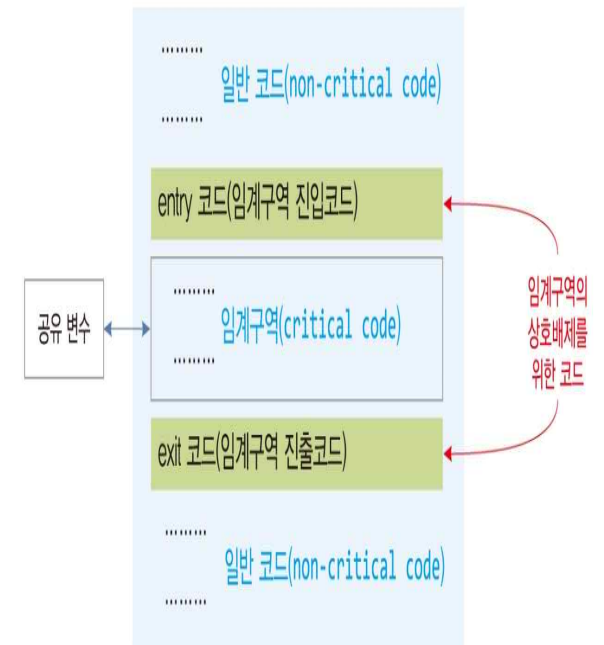 ………
일반 코드(non-critical code)
………
entry 코드(임계구역 진입코드)
………
공유 변수
임계구역(critical code)
………
임계구역의
상호배제를
위한 코드
exit 코드(임계구역 진출코드)
………
일반 코드(non-critical code)
………